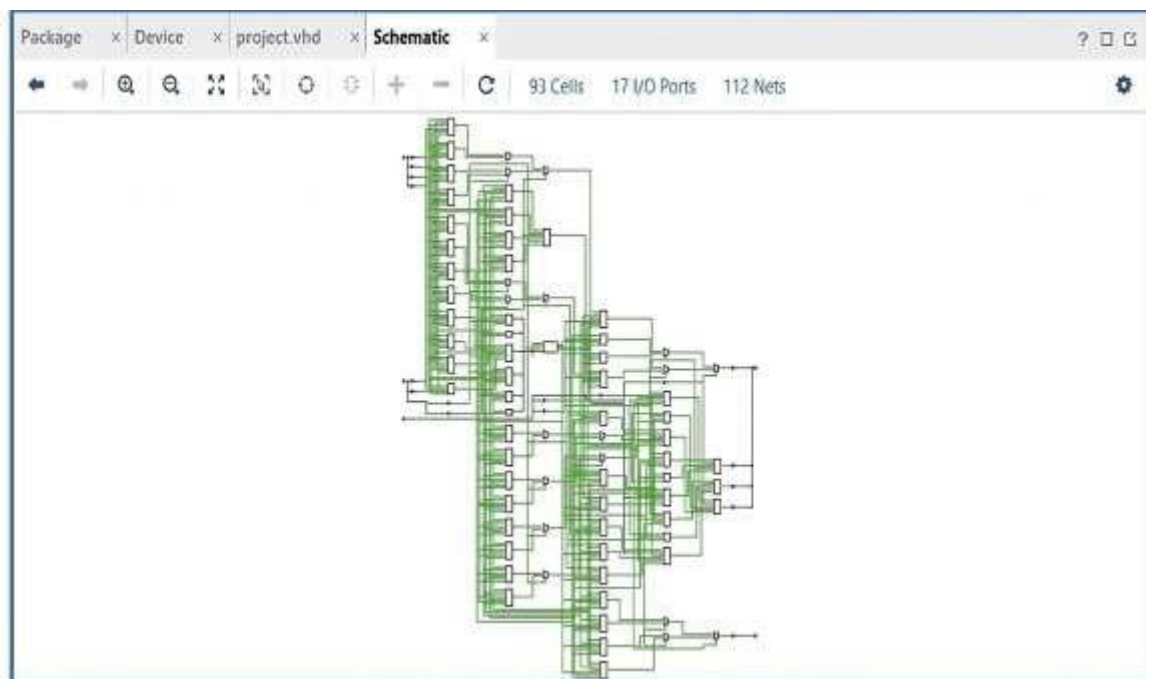 Package × Device × project.vhd × Schematic ×
93 Cells 17 I/O Ports 112 Nets